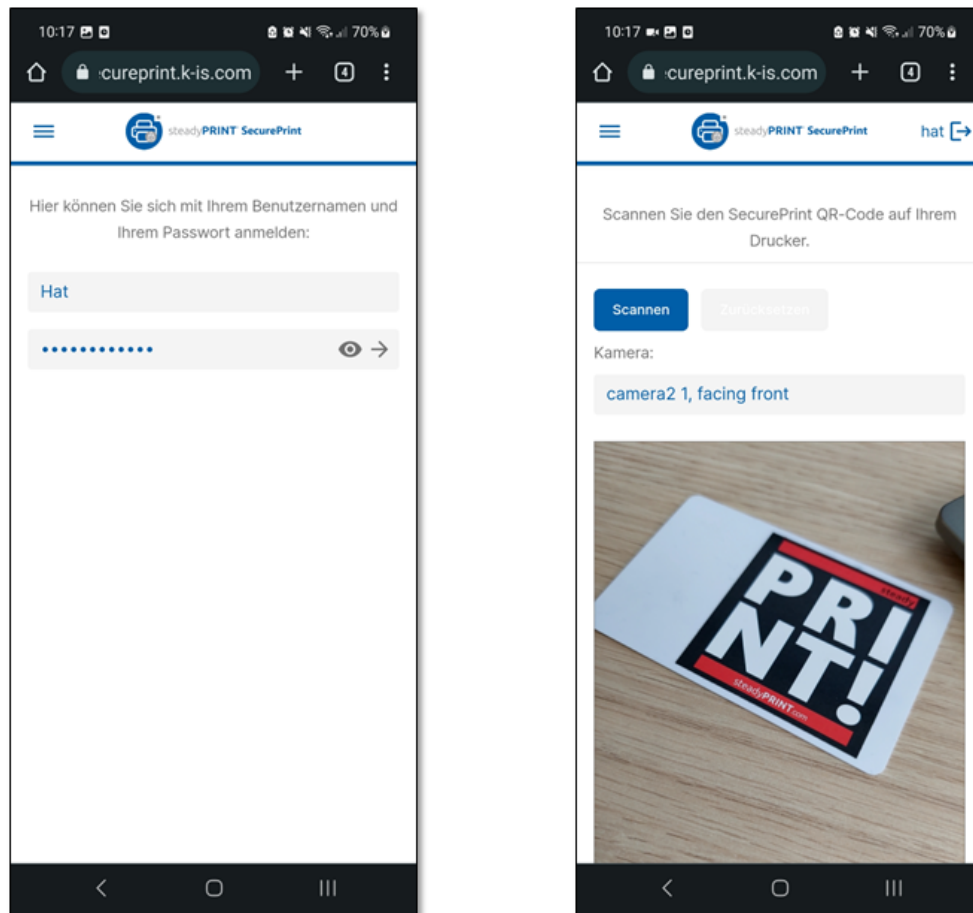 10:17
70%
:cureprint.k-is.com
4
steadyPRINT SecurePrint
Hier können Sie sich mit Ihrem Benutzernamen und
Ihrem Passwort anmelden:
Hat
••••••••••••
10:17
70%
:cureprint.k-is.com
4
steadyPRINT SecurePrint
hat
Scannen Sie den SecurePrint QR-Code auf Ihrem
Drucker.
Scannen
Zurücksetzen
Kamera:
camera2 1, facing front
steady
PRI
NT!
steadyPRINT.com